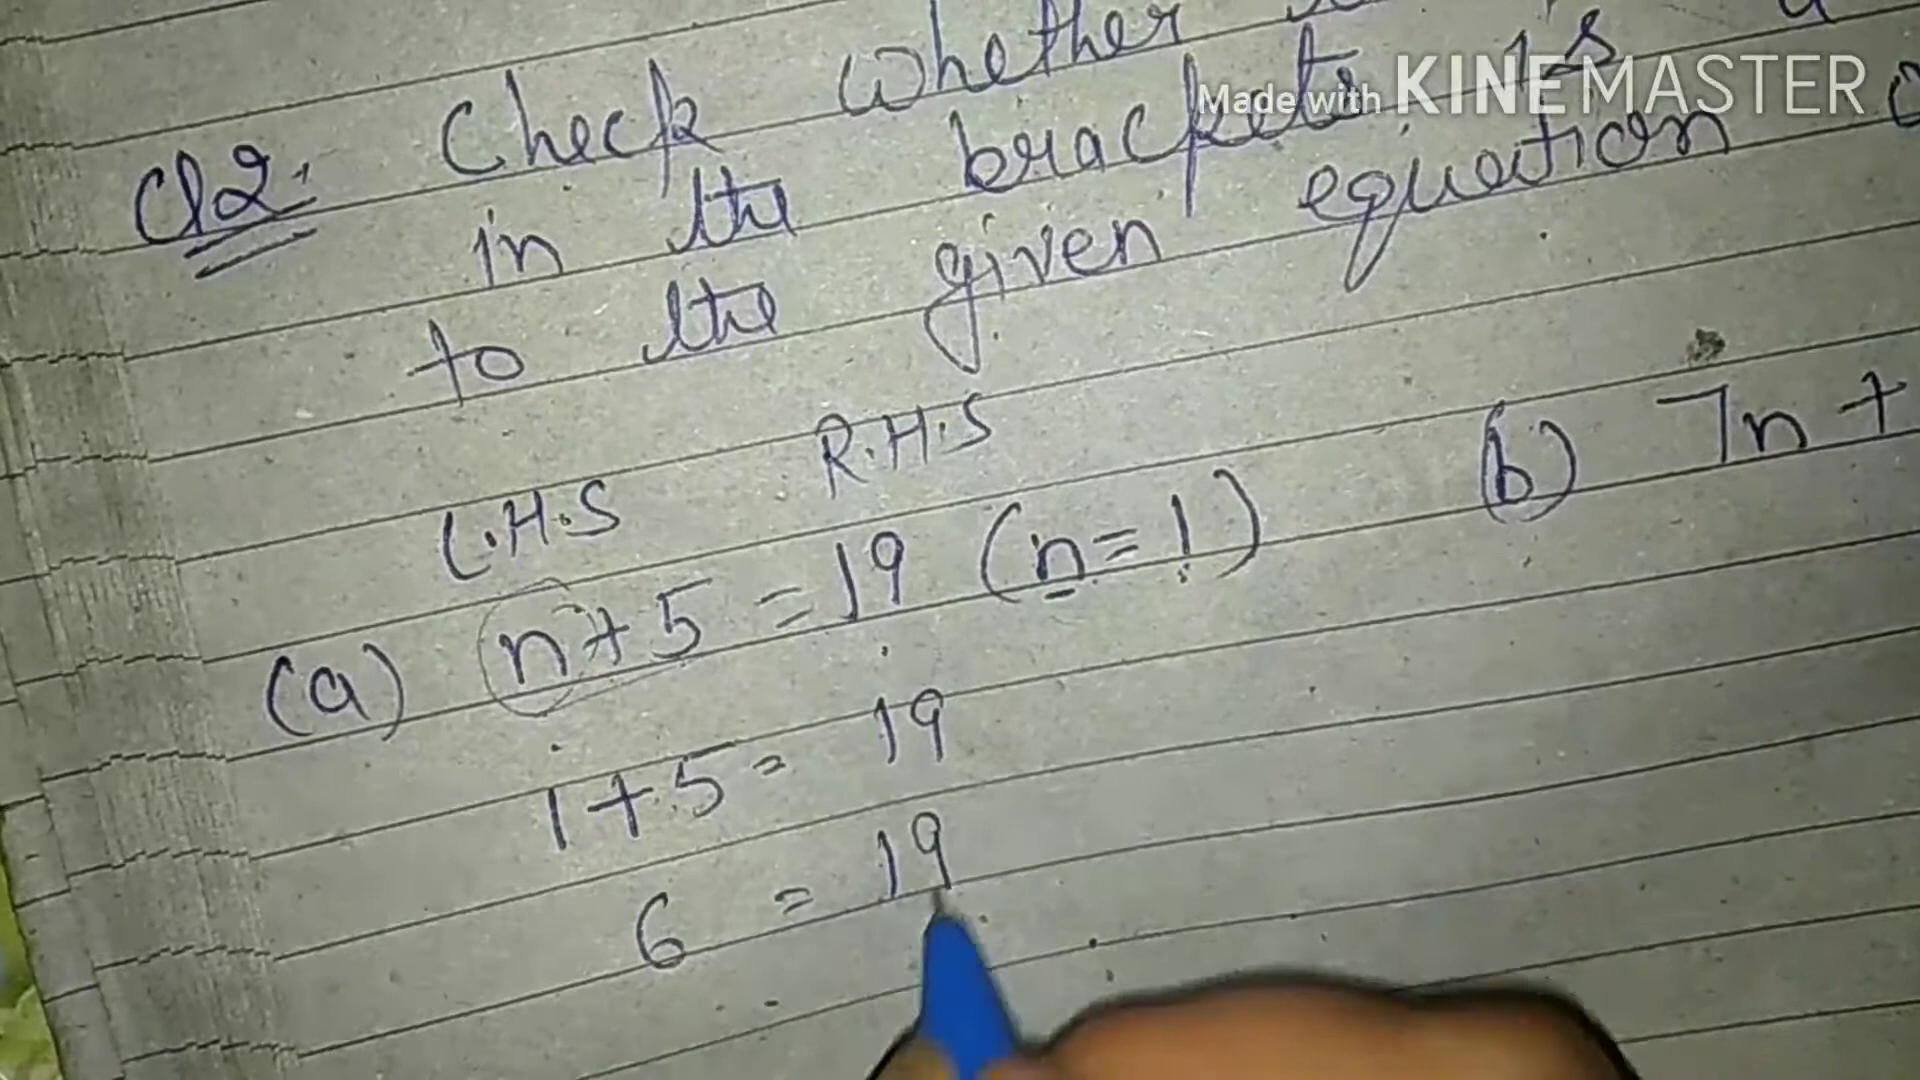 Q2. Check whether
in the brackets is a
to the given equation
L.H.S R.H.S
(a) n+5 = 19 (n=1)
(b) 7n +
1+5 = 19
6 = 19
Made with KINEMASTER